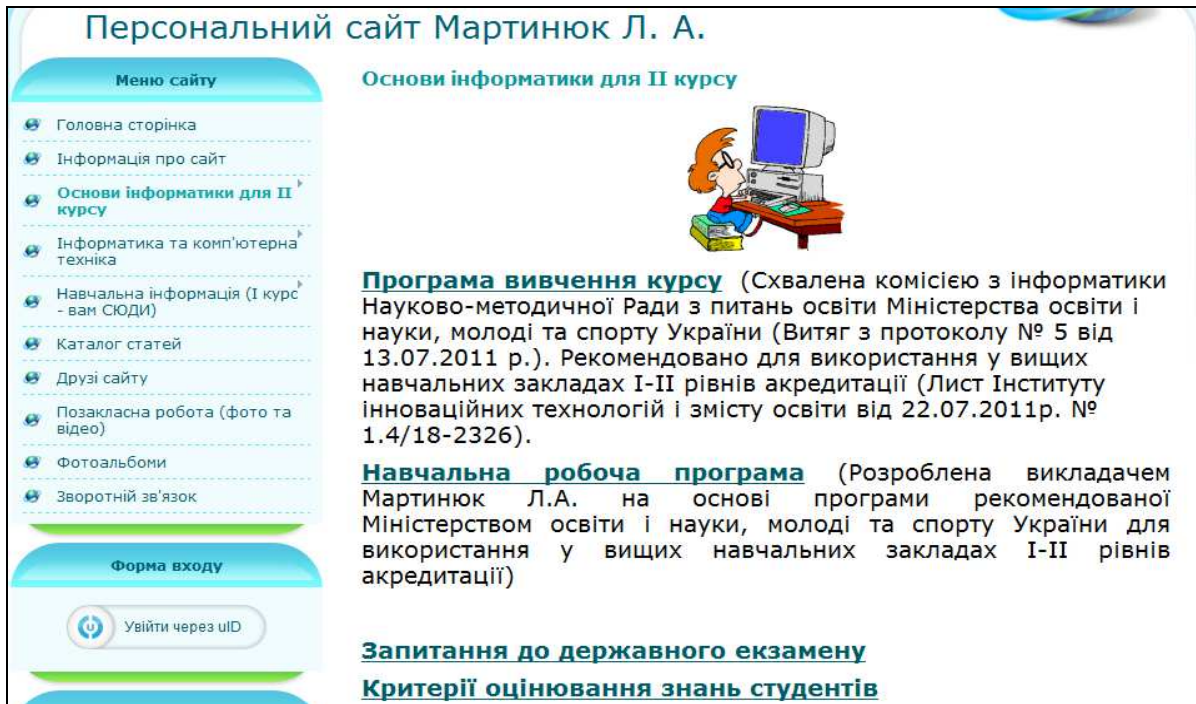 Персональний сайт Мартинюк Л. А.
Меню сайту
Головна сторінка
Інформація про сайт
Основи інформатики для II
курсу
Інформатика та комп'ютерна
техніка
Навчальна інформація (I курс
- вам СЮДИ)
Каталог статей
Друзі сайту
Позакласна робота (фото та
відео)
Фотоальбоми
Зворотній зв'язок
Форма входу
Увійти через uID
Основи інформатики для II курсу
Програма вивчення курсу (Схвалена комісією з інформатики
Науково-методичної Ради з питань освіти Міністерства освіти і
науки, молоді та спорту України (Витяг з протоколу № 5 від
13.07.2011 р.). Рекомендовано для використання у вищих
навчальних закладах I-II рівнів акредитації (Лист Інституту
інноваційних технологій і змісту освіти від 22.07.2011р. №
1.4/18-2326).
Навчальна робоча програма (Розроблена викладачем
Мартинюк Л.А. на основі програми рекомендованої
Міністерством освіти і науки, молоді та спорту України для
використання у вищих навчальних закладах I-II рівнів
акредитації)
Запитання до державного екзамену
Критерії оцінювання знань студентів